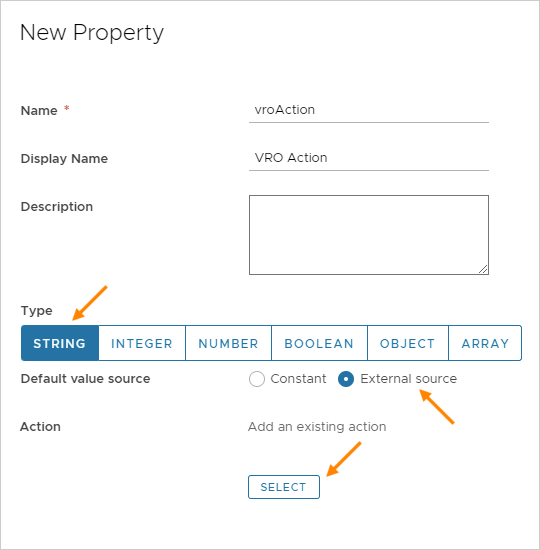 New Property
Name * vroAction
Display Name VRO Action
Description
Type
STRING INTEGER NUMBER BOOLEAN OBJECT ARRAY
Default value source Constant External source
Action Add an existing action
SELECT